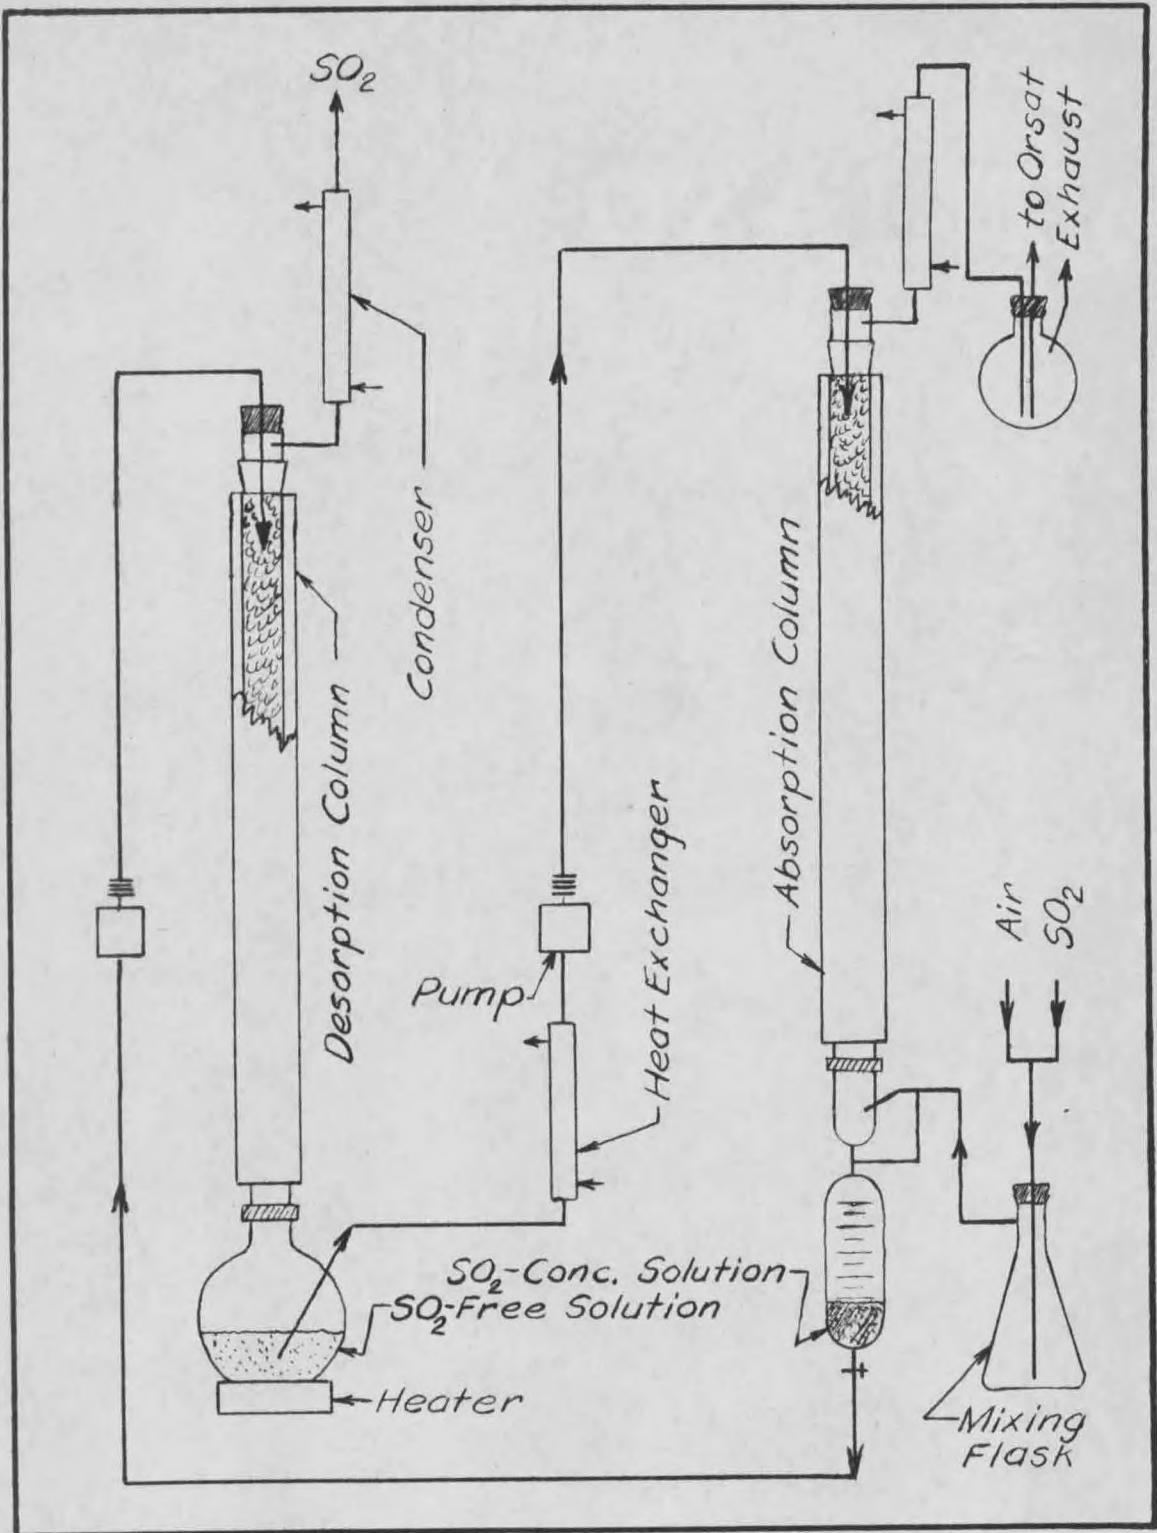 SO₂
to Orsat
Exhaust
Condenser
Desorption Column
Absorption Column
Heat Exchanger
Pump
Air
SO₂
SO₂-Conc. Solution
SO₂-Free Solution
Heater
Mixing
Flask